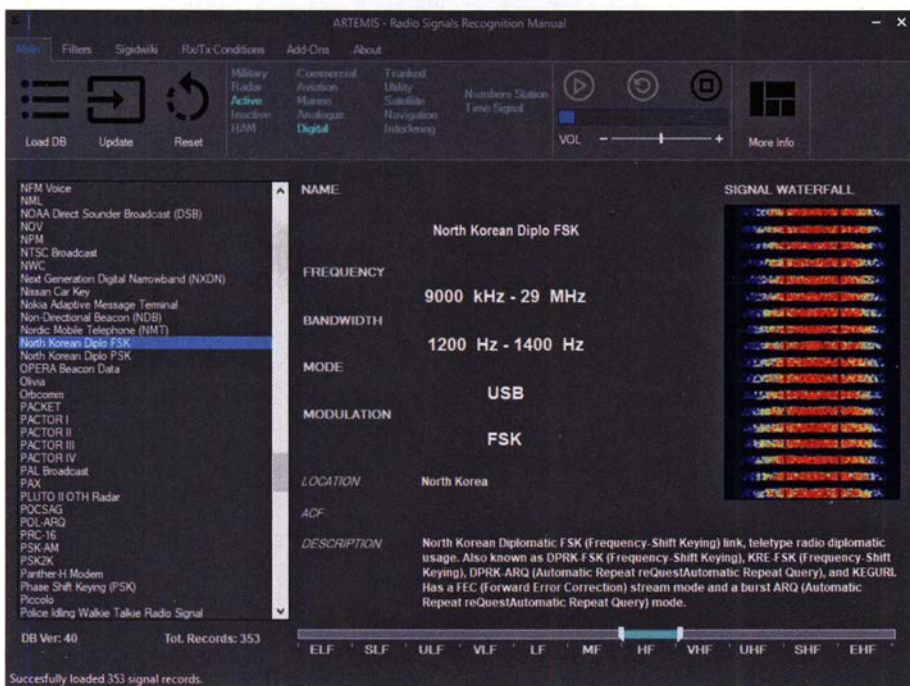 ARTEMIS - Radio Signals Recognition Manual
Main Filters Sigidwiki Rx/Tx Conditions Add-Ons About
Load DB Update Reset
Military Commercial Trunked
Radar Aviation Utility Numbers Station
Active Marine Satellite Time Signal
Inactive Analogue Navigation
HAM Digital Interfering
VOL - +
More Info
NFM Voice
NML
NOAA Direct Sounder Broadcast (DSB)
NOV
NPM
NTSC Broadcast
NWC
Next Generation Digital Narrowband (NXDN)
Nissan Car Key
Nokia Adaptive Message Terminal
Non-Directional Beacon (NDB)
Nordic Mobile Telephone (NMT)
North Korean Diplo FSK
North Korean Diplo PSK
OPERA Beacon Data
Olivia
Orbcomm
PACKET
PACTOR I
PACTOR II
PACTOR III
PACTOR IV
PAL Broadcast
PAX
PLUTO II OTH Radar
POCSAG
POL-ARQ
PRC-16
PSK-AM
PSK2K
Panther-H Modem
Phase Shift Keying (PSK)
Piccolo
Police Idling Walkie Talkie Radio Signal
DB Ver: 40 Tot. Records: 353
Succesfully loaded 353 signal records.
NAME
North Korean Diplo FSK
FREQUENCY
9000 kHz - 29 MHz
BANDWIDTH
1200 Hz - 1400 Hz
MODE
USB
MODULATION
FSK
LOCATION North Korea
ACF
DESCRIPTION
North Korean Diplomatic FSK (Frequency-Shift Keying) link, teletype radio diplomatic
usage. Also known as DPRK-FSK (Frequency-Shift Keying), KRE-FSK (Frequency-Shift
Keying), DPRK-ARQ (Automatic Repeat reQuestAutomatic Repeat Query), and KEGURI.
Has a FEC (Forward Error Correction) stream mode and a burst ARQ (Automatic
Repeat reQuestAutomatic Repeat Query) mode.
SIGNAL WATERFALL
ELF SLF ULF VLF LF MF HF VHF UHF SHF EHF